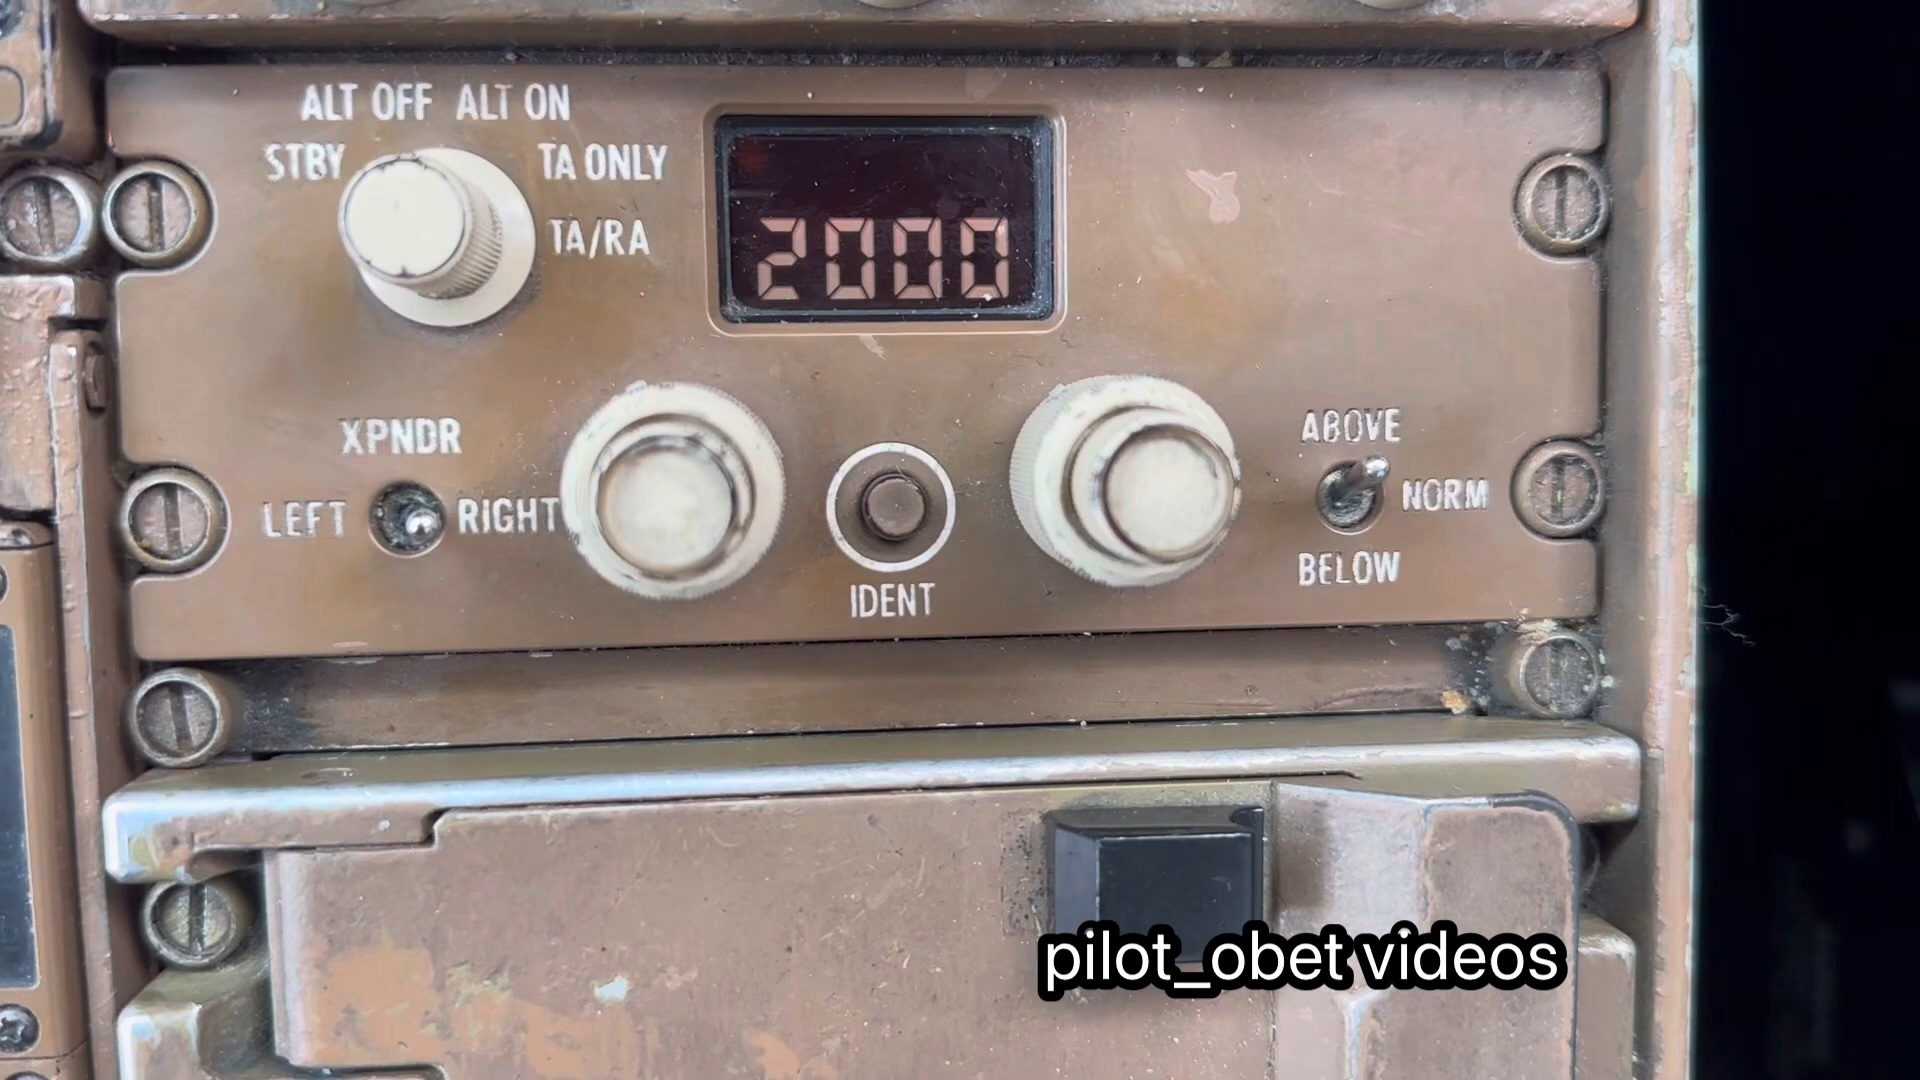 ALT OFF ALT ON
STBY TA ONLY
TA/RA
2000
XPNDR
LEFT RIGHT
IDENT
ABOVE
NORM
BELOW
pilot_obet videos